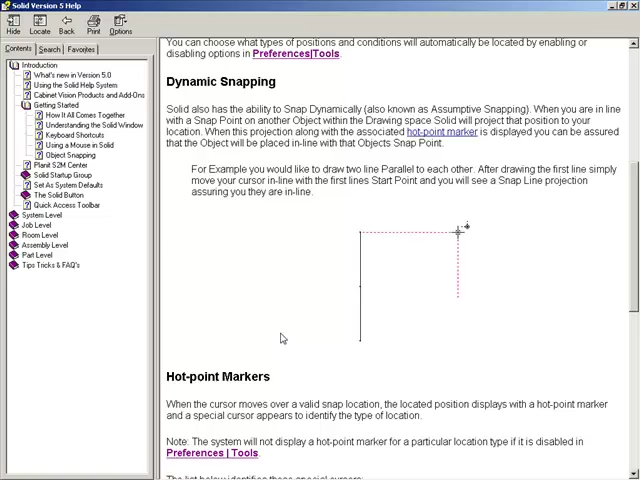 Solid Version 5 Help
Hide Locate Back Print Options
Contents Search Favorites
Introduction
What's new in Version 5.0
Using the Solid Help System
Cabinet Vision Products and Add-Ons
Getting Started
How It All Comes Together
Understanding the Solid Window
Keyboard Shortcuts
Using a Mouse in Solid
Object Snapping
Planit S2M Center
Solid Startup Group
Set As System Defaults
The Solid Button
Quick Access Toolbar
System Level
Job Level
Room Level
Assembly Level
Part Level
Tips Tricks & FAQ's
You can choose what types of positions and conditions will automatically be located by enabling or
disabling options in Preferences|Tools.
Dynamic Snapping
Solid also has the ability to Snap Dynamically (also known as Assumptive Snapping). When you are in line
with a Snap Point on another Object within the Drawing space Solid will project that position to your
location. When this projection along with the associated hot-point marker is displayed you can be assured
that the Object will be placed in-line with that Objects Snap Point.
For Example you would like to draw two line Parallel to each other. After drawing the first line simply
move your cursor in-line with the first lines Start Point and you will see a Snap Line projection
assuring you they are in-line.
Hot-point Markers
When the cursor moves over a valid snap location, the located position displays with a hot-point marker
and a special cursor appears to identify the type of location.
Note: The system will not display a hot-point marker for a particular location type if it is disabled in
Preferences | Tools.
The list below identifies these special cursors: